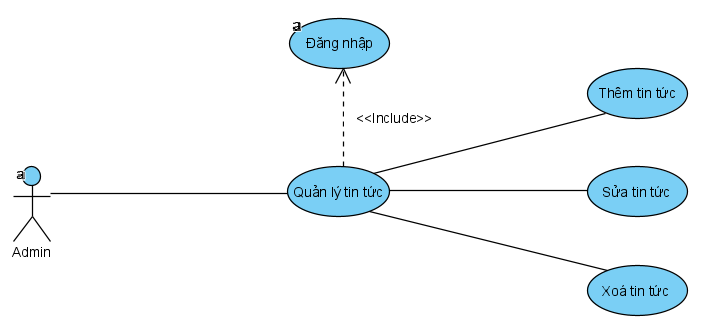 a
Đăng nhập
Thêm tin tức
<<Include>>
a
Quản lý tin tức
Sửa tin tức
Admin
Xoá tin tức